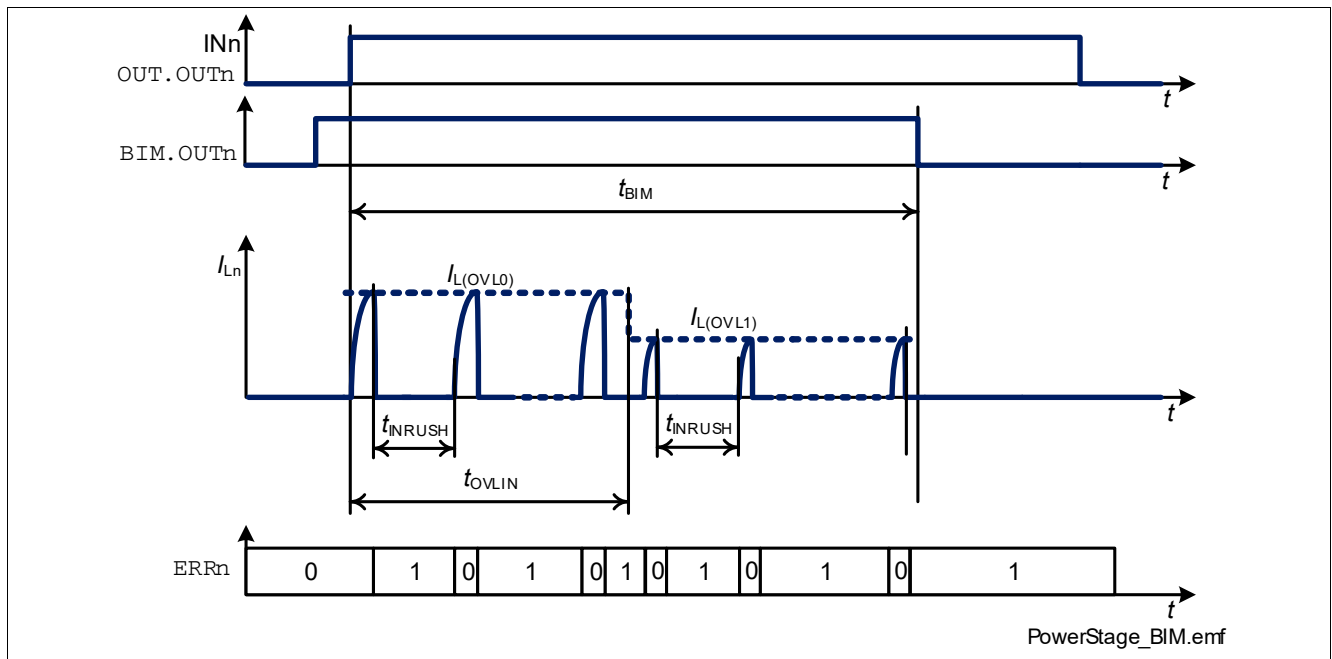 INn
OUT.OUTn
t
BIM.OUTn
t
tBIM
ILn
IL(OVL0)
IL(OVL1)
t
tINRUSH
tINRUSH
tOVLIN
ERRn
0 1 0 1 0 1 0 1 0 1 0 1
t
PowerStage_BIM.emf